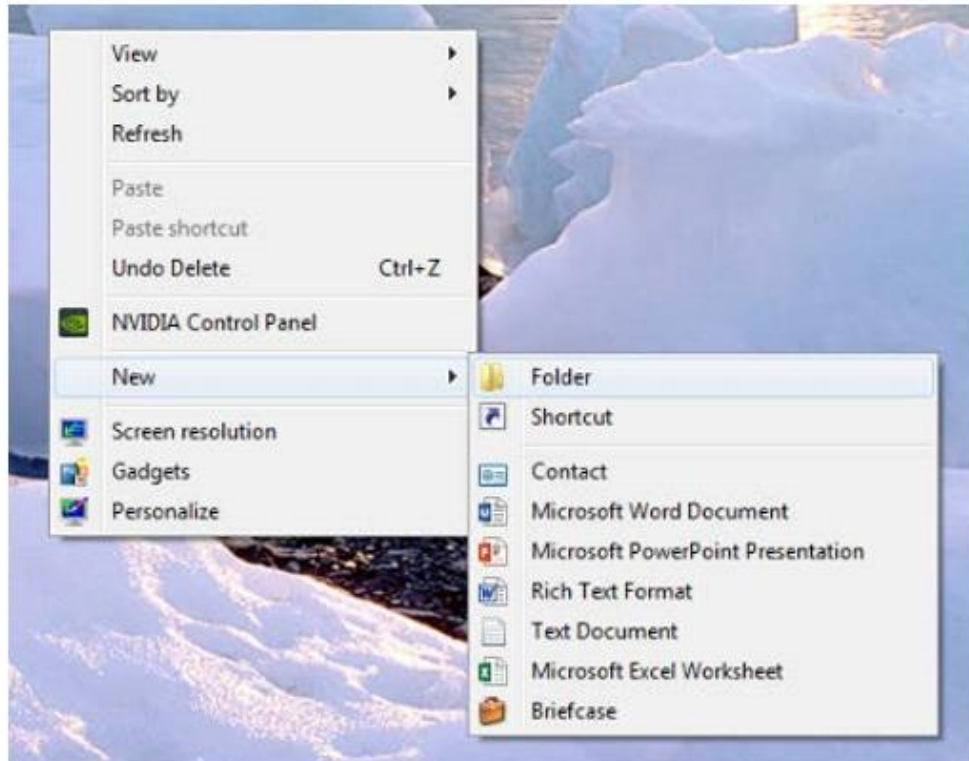 View
Sort by
Refresh
Paste
Paste shortcut
Undo Delete Ctrl+Z
NVIDIA Control Panel
New
Screen resolution
Gadgets
Personalize
Folder
Shortcut
Contact
Microsoft Word Document
Microsoft PowerPoint Presentation
Rich Text Format
Text Document
Microsoft Excel Worksheet
Briefcase